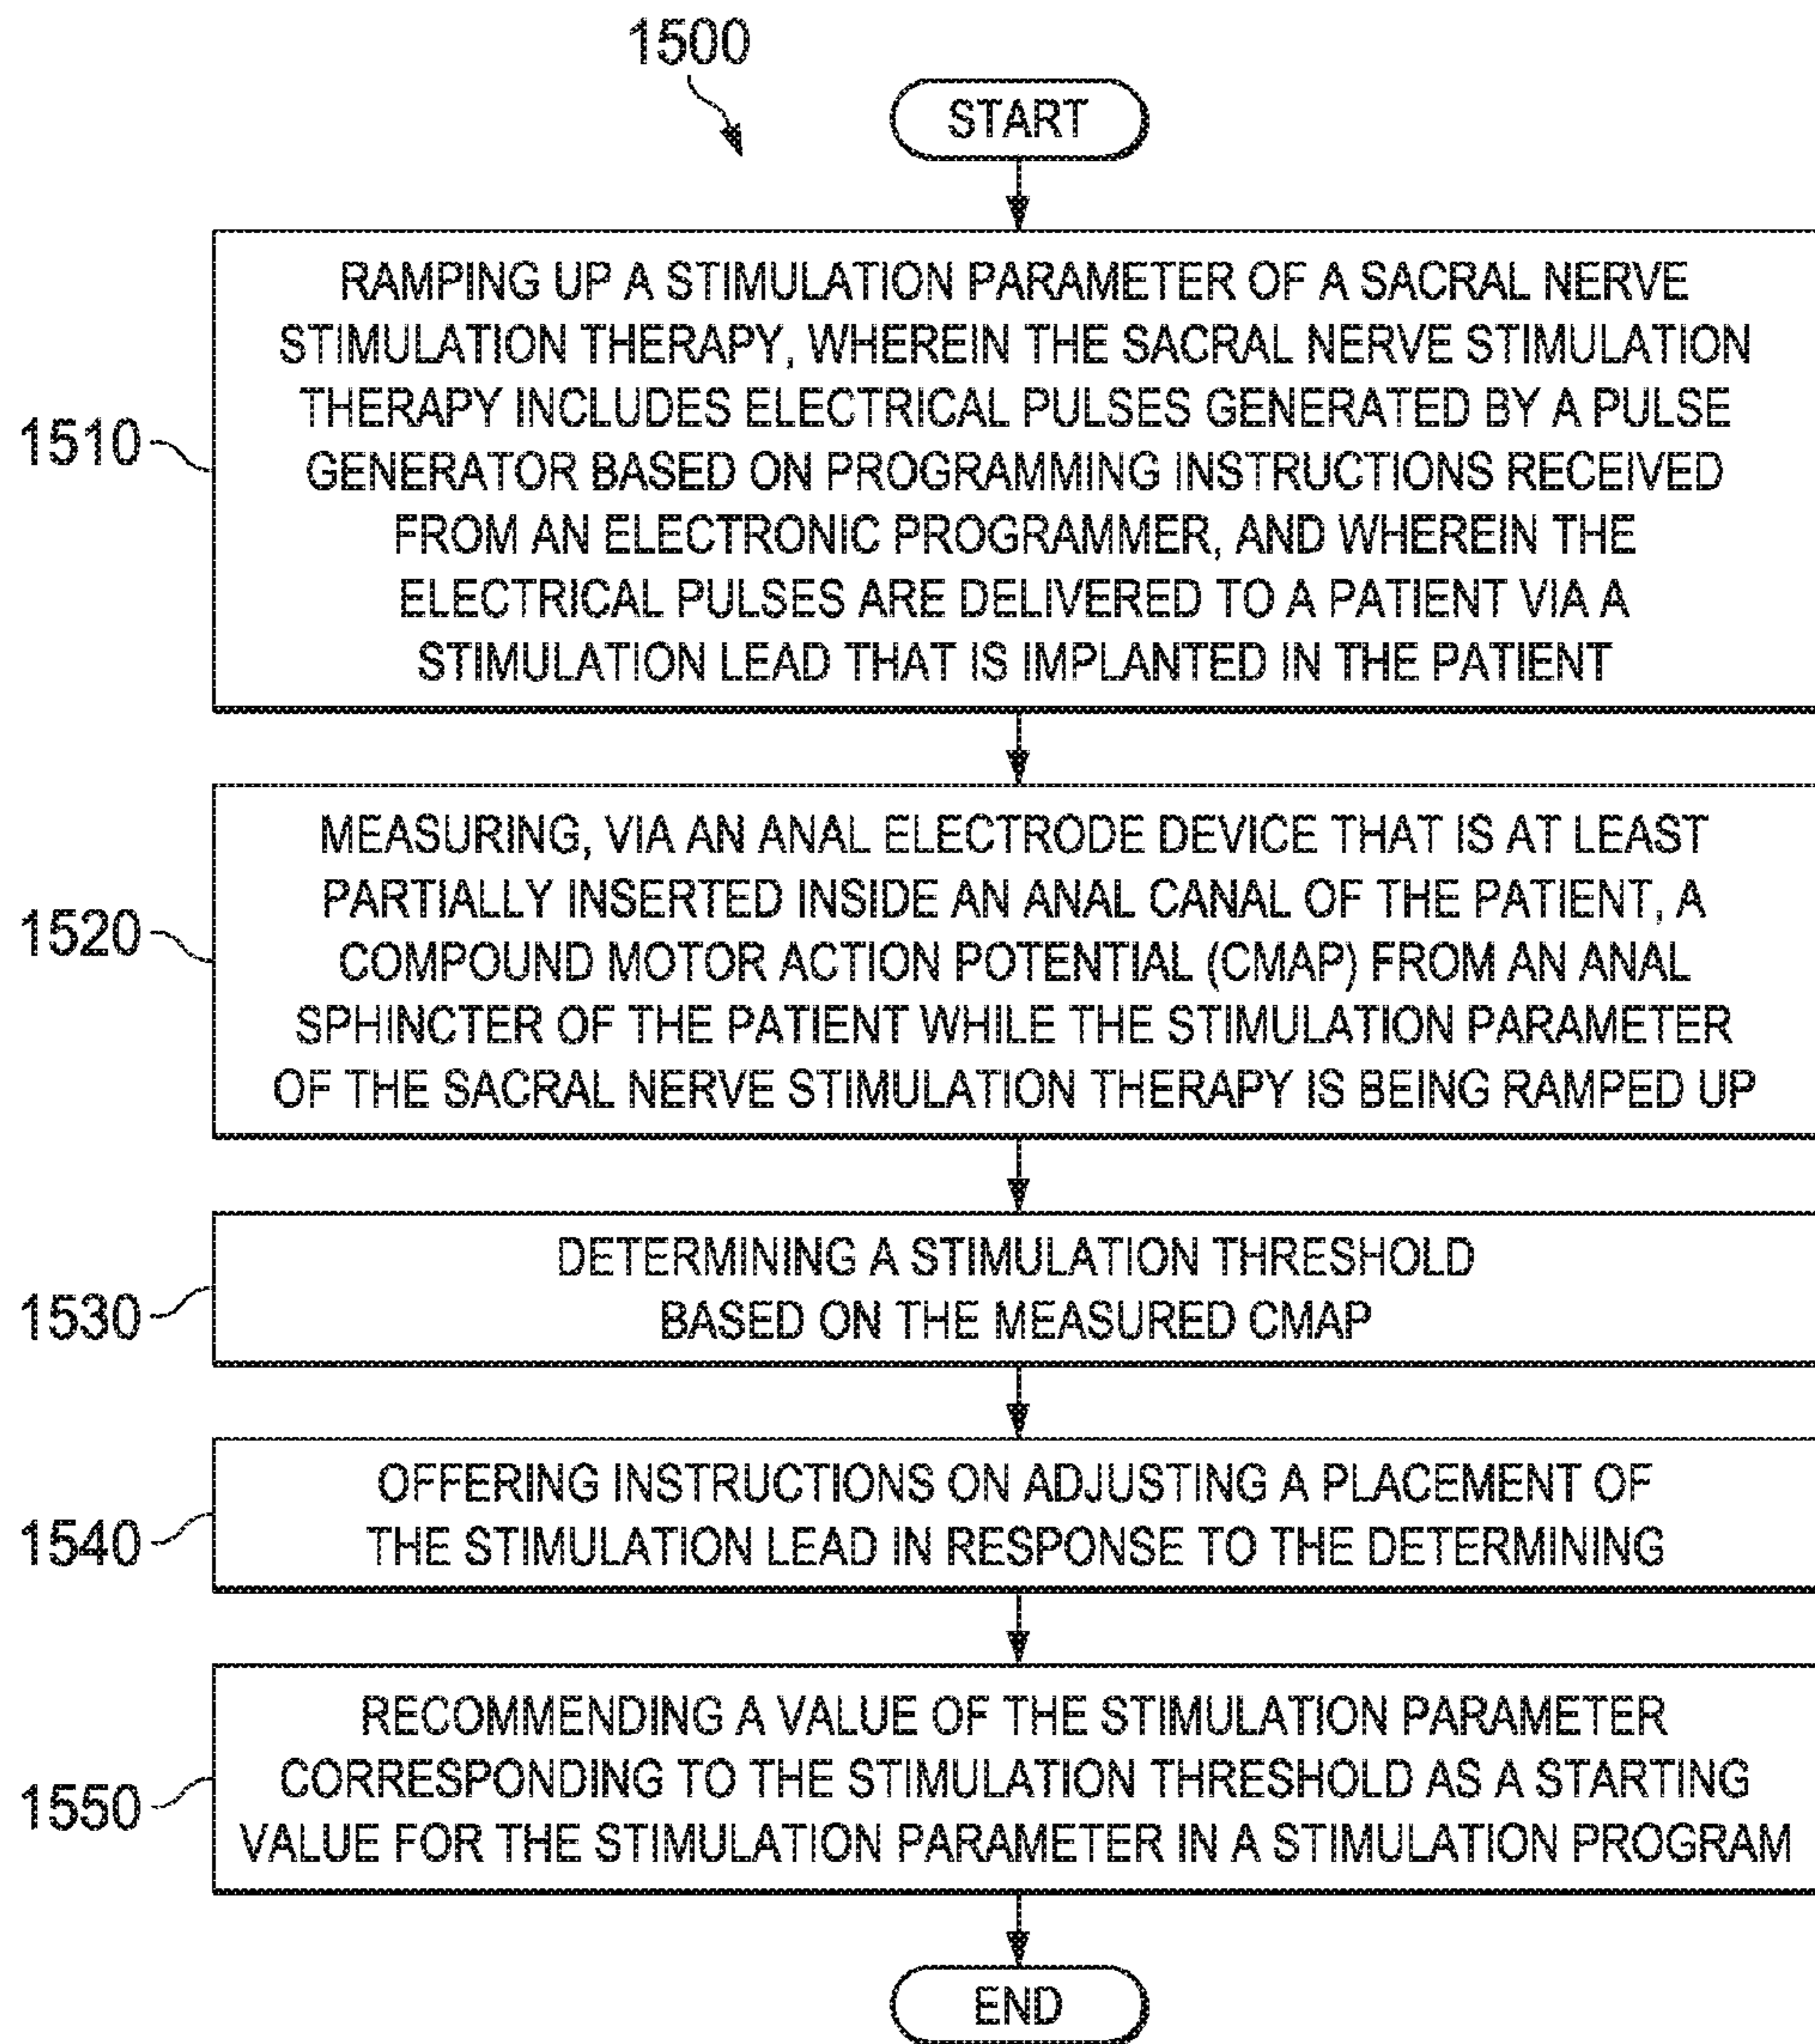 1500
START
RAMPING UP A STIMULATION PARAMETER OF A SACRAL NERVE
STIMULATION THERAPY, WHEREIN THE SACRAL NERVE STIMULATION
THERAPY INCLUDES ELECTRICAL PULSES GENERATED BY A PULSE
GENERATOR BASED ON PROGRAMMING INSTRUCTIONS RECEIVED
FROM AN ELECTRONIC PROGRAMMER, AND WHEREIN THE
ELECTRICAL PULSES ARE DELIVERED TO A PATIENT VIA A
STIMULATION LEAD THAT IS IMPLANTED IN THE PATIENT
1510
MEASURING, VIA AN ANAL ELECTRODE DEVICE THAT IS AT LEAST
PARTIALLY INSERTED INSIDE AN ANAL CANAL OF THE PATIENT, A
COMPOUND MOTOR ACTION POTENTIAL (CMAP) FROM AN ANAL
SPHINCTER OF THE PATIENT WHILE THE STIMULATION PARAMETER
OF THE SACRAL NERVE STIMULATION THERAPY IS BEING RAMPED UP
1520
DETERMINING A STIMULATION THRESHOLD
BASED ON THE MEASURED CMAP
1530
OFFERING INSTRUCTIONS ON ADJUSTING A PLACEMENT OF
THE STIMULATION LEAD IN RESPONSE TO THE DETERMINING
1540
RECOMMENDING A VALUE OF THE STIMULATION PARAMETER
CORRESPONDING TO THE STIMULATION THRESHOLD AS A STARTING
VALUE FOR THE STIMULATION PARAMETER IN A STIMULATION PROGRAM
1550
END